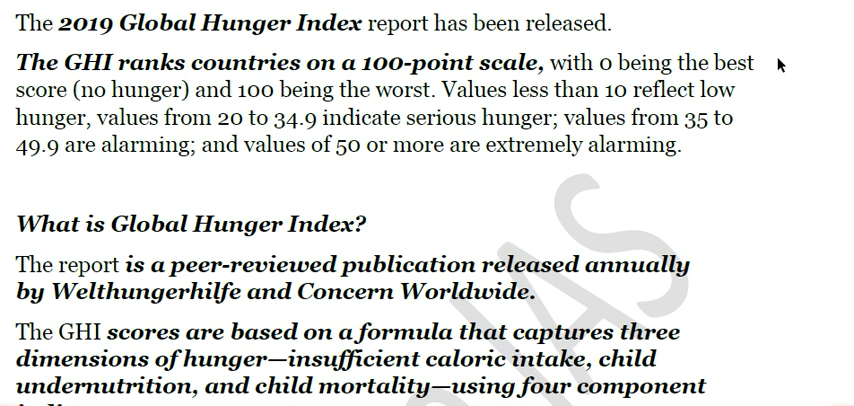 The 2019 Global Hunger Index report has been released.
The GHI ranks countries on a 100-point scale, with 0 being the best
score (no hunger) and 100 being the worst. Values less than 10 reflect low
hunger, values from 20 to 34.9 indicate serious hunger; values from 35 to
49.9 are alarming; and values of 50 or more are extremely alarming.
What is Global Hunger Index?
The report is a peer-reviewed publication released annually
by Welthungerhilfe and Concern Worldwide.
The GHI scores are based on a formula that captures three
dimensions of hunger—insufficient caloric intake, child
undernutrition, and child mortality—using four component
IAS